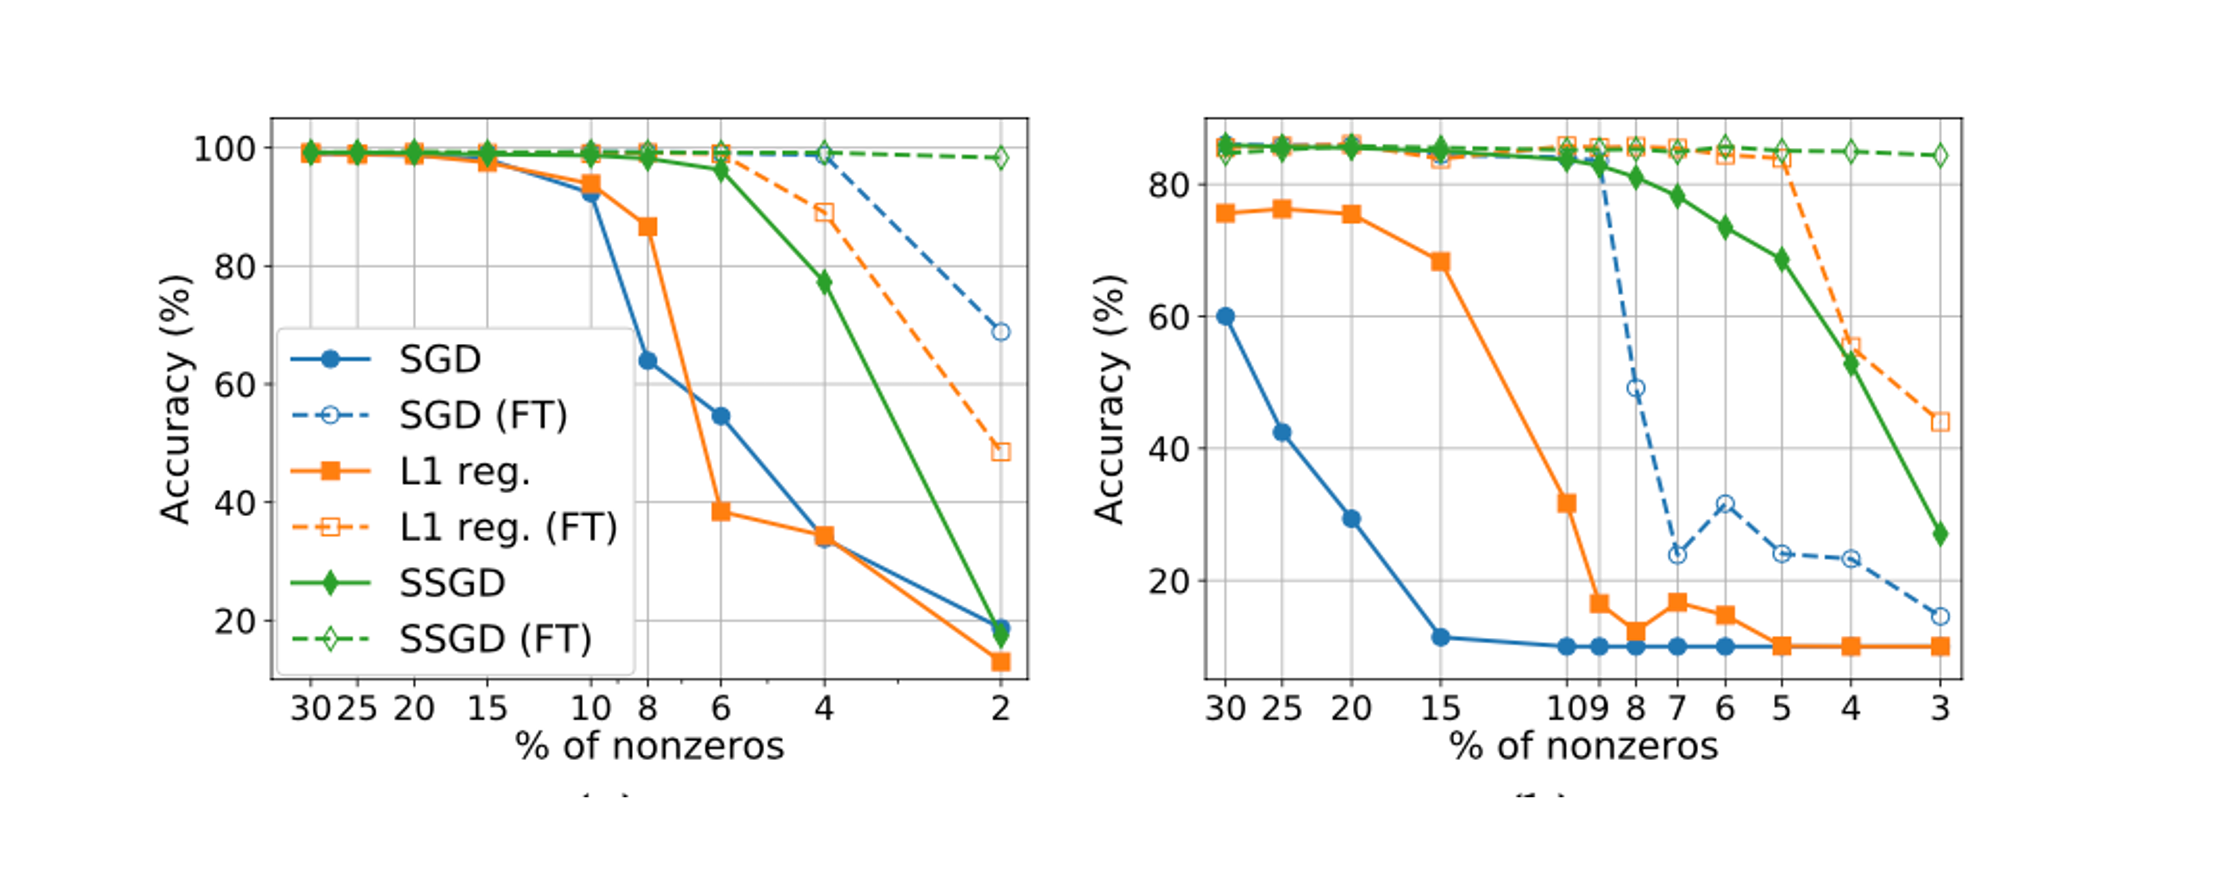 100
80
60
40
20
Accuracy (%)
SGD
SGD (FT)
L1 reg.
L1 reg. (FT)
SSGD
SSGD (FT)
30 25 20 15 10 8 6 4 2
% of nonzeros
80
60
40
20
Accuracy (%)
30 25 20 15 10 9 8 7 6 5 4 3
% of nonzeros